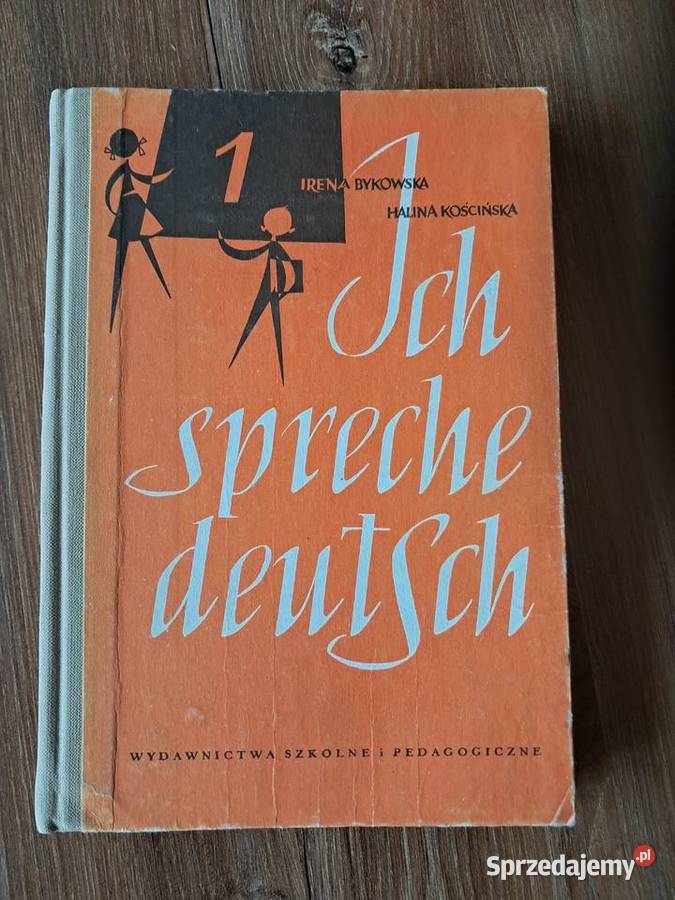 1
IRENA BYKOWSKA
HALINA KOŚCIŃSKA
Ich
spreche
deutsch
WYDAWNICTWA SZKOLNE i PEDAGOGICZNE
Sprzedajemy.pl